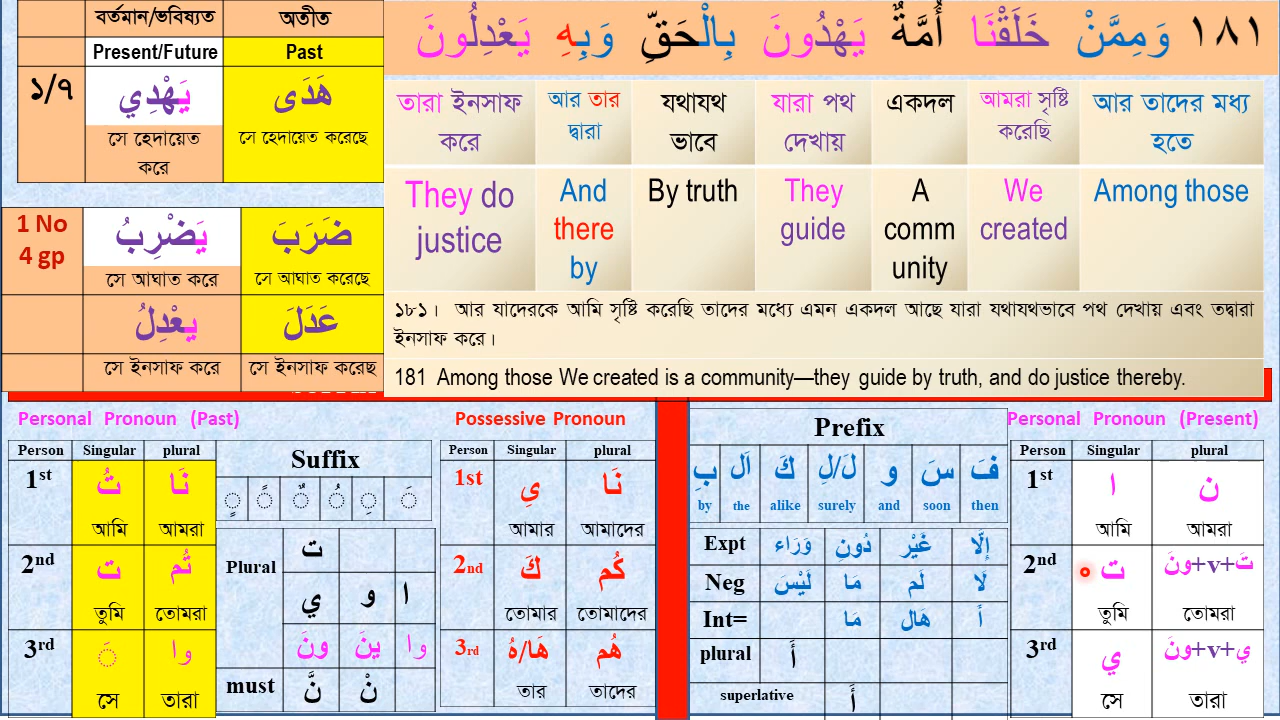 বর্তমান/ভবিষ্যত অতীত
Present/Future Past
১/৭ يَهْدِي هَدَى
সে হেদায়েত করে সে হেদায়েত করেছে
1 No 4 gp يَضْرِبُ ضَرَبَ
সে আঘাত করে সে আঘাত করেছে
يعْدِلُ عَدَلَ
সে ইনসাফ করে সে ইনসাফ করেছ
١٨١ وَمِمَّنْ خَلَقْنَا أُمَّةٌ يَهْدُونَ بِالْحَقِّ وَبِهِ يَعْدِلُونَ
তারা ইনসাফ করে আর তার দ্বারা যথাযথ ভাবে যারা পথ দেখায় একদল আমরা সৃষ্টি করেছি আর তাদের মধ্য হতে
They do justice And there by By truth They guide A comm unity We created Among those
১৮১। আর যাদেরকে আমি সৃষ্টি করেছি তাদের মধ্যে এমন একদল আছে যারা যথাযথভাবে পথ দেখায় এবং তদ্বারা
ইনসাফ করে।
181 Among those We created is a community—they guide by truth, and do justice thereby.
Personal Pronoun (Past)
Person Singular plural
1st تُ نَا
আমি আমরা
2nd ت تُم
তুমি তোমরা
3rd َ وا
সে তারা
Suffix
ٍ ً ٌ ُ ِ َ
Plural ت
ي و ا
ونَ ينَ وا
must نَّ نْ
Possessive Pronoun
Person Singular plural
1st ي نَا
আমার আমাদের
2nd كَ كُم
তোমার তোমাদের
3rd هَا/هُ هُم
তার তাদের
Prefix
بِ اَل كَ لَ/لِ و سَ فَ
by the alike surely and soon then
Expt وَرَاء دُونِ غَيْر إِلَّا
Neg لَيْسَ مَا لَم لَا
Int= مَا هَال أَ
plural أَ
superlative أَ
Personal Pronoun (Present)
Person Singular plural
1st ا ن
আমি আমরা
2nd ت تَ+v+ونَ
তুমি তোমরা
3rd ي ي+v+ونَ
সে তারা